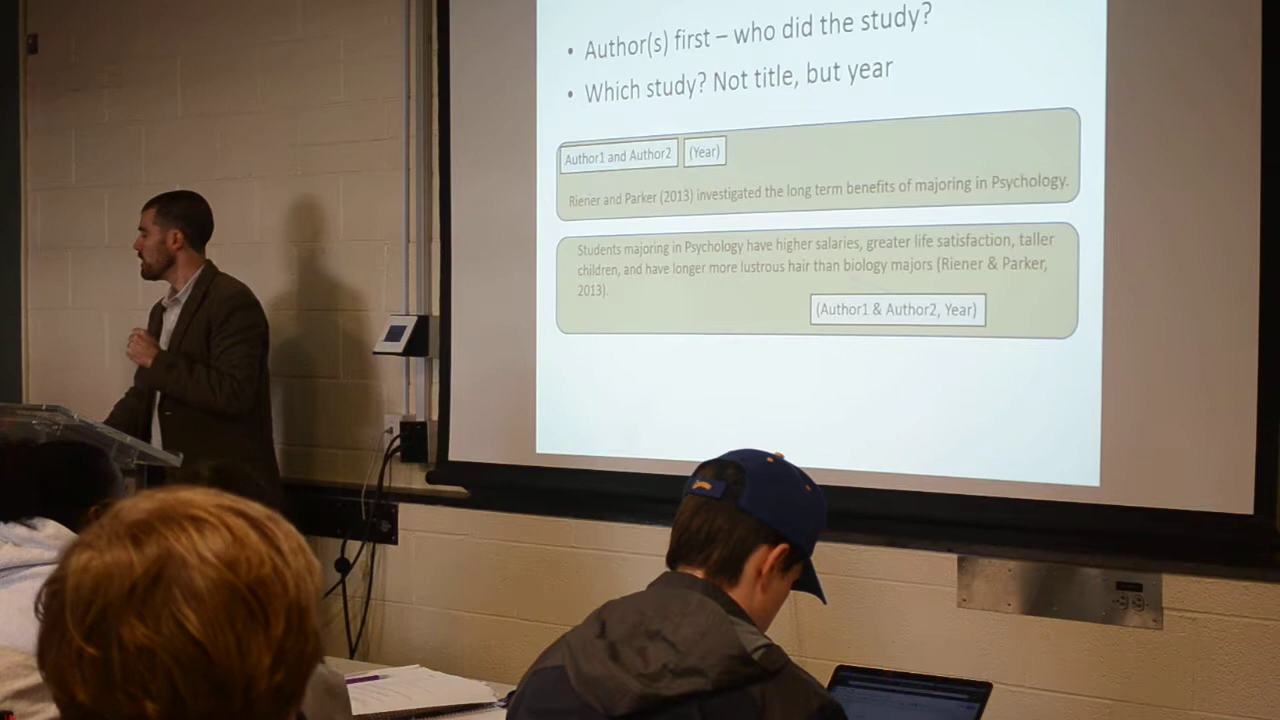 • Author(s) first – who did the study?
• Which study? Not title, but year
Author1 and Author2 (Year)
Riener and Parker (2013) investigated the long term benefits of majoring in Psychology.
Students majoring in Psychology have higher salaries, greater life satisfaction, taller
children, and have longer more lustrous hair than biology majors (Riener & Parker,
2013).
(Author1 & Author2, Year)